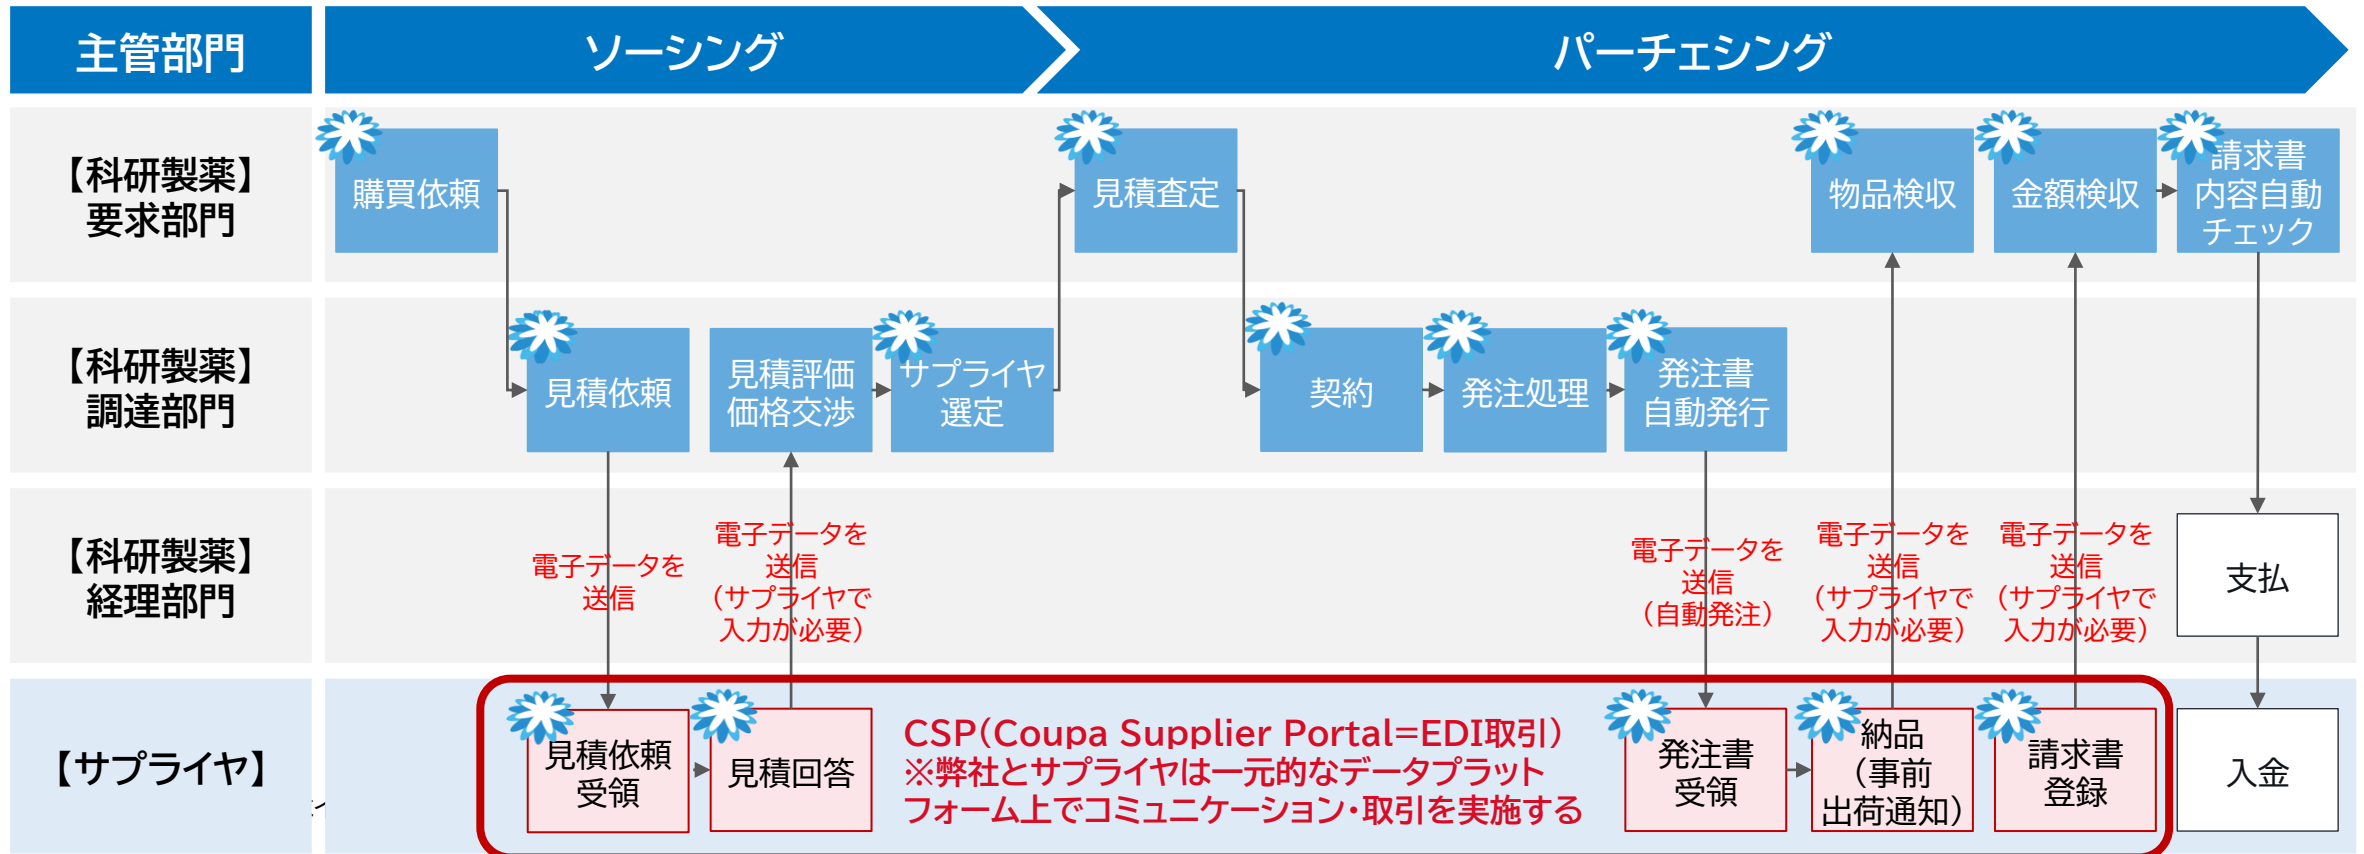 主管部門
ソーシング
パーチェシング
【科研製薬】
要求部門
購買依頼
見積査定
物品検収
金額検収
請求書
内容自動
チェック
【科研製薬】
調達部門
見積依頼
見積評価
価格交渉
サプライヤ
選定
契約
発注処理
発注書
自動発行
【科研製薬】
経理部門
電子データを
送信
電子データを
送信
（サプライヤで
入力が必要）
電子データを
送信
（自動発注）
電子データを
送信
（サプライヤで
入力が必要）
電子データを
送信
（サプライヤで
入力が必要）
支払
【サプライヤ】
見積依頼
受領
見積回答
CSP（Coupa Supplier Portal=EDI取引）
※弊社とサプライヤは一元的なデータプラット
フォーム上でコミュニケーション・取引を実施する
発注書
受領
納品
（事前
出荷通知）
請求書
登録
入金